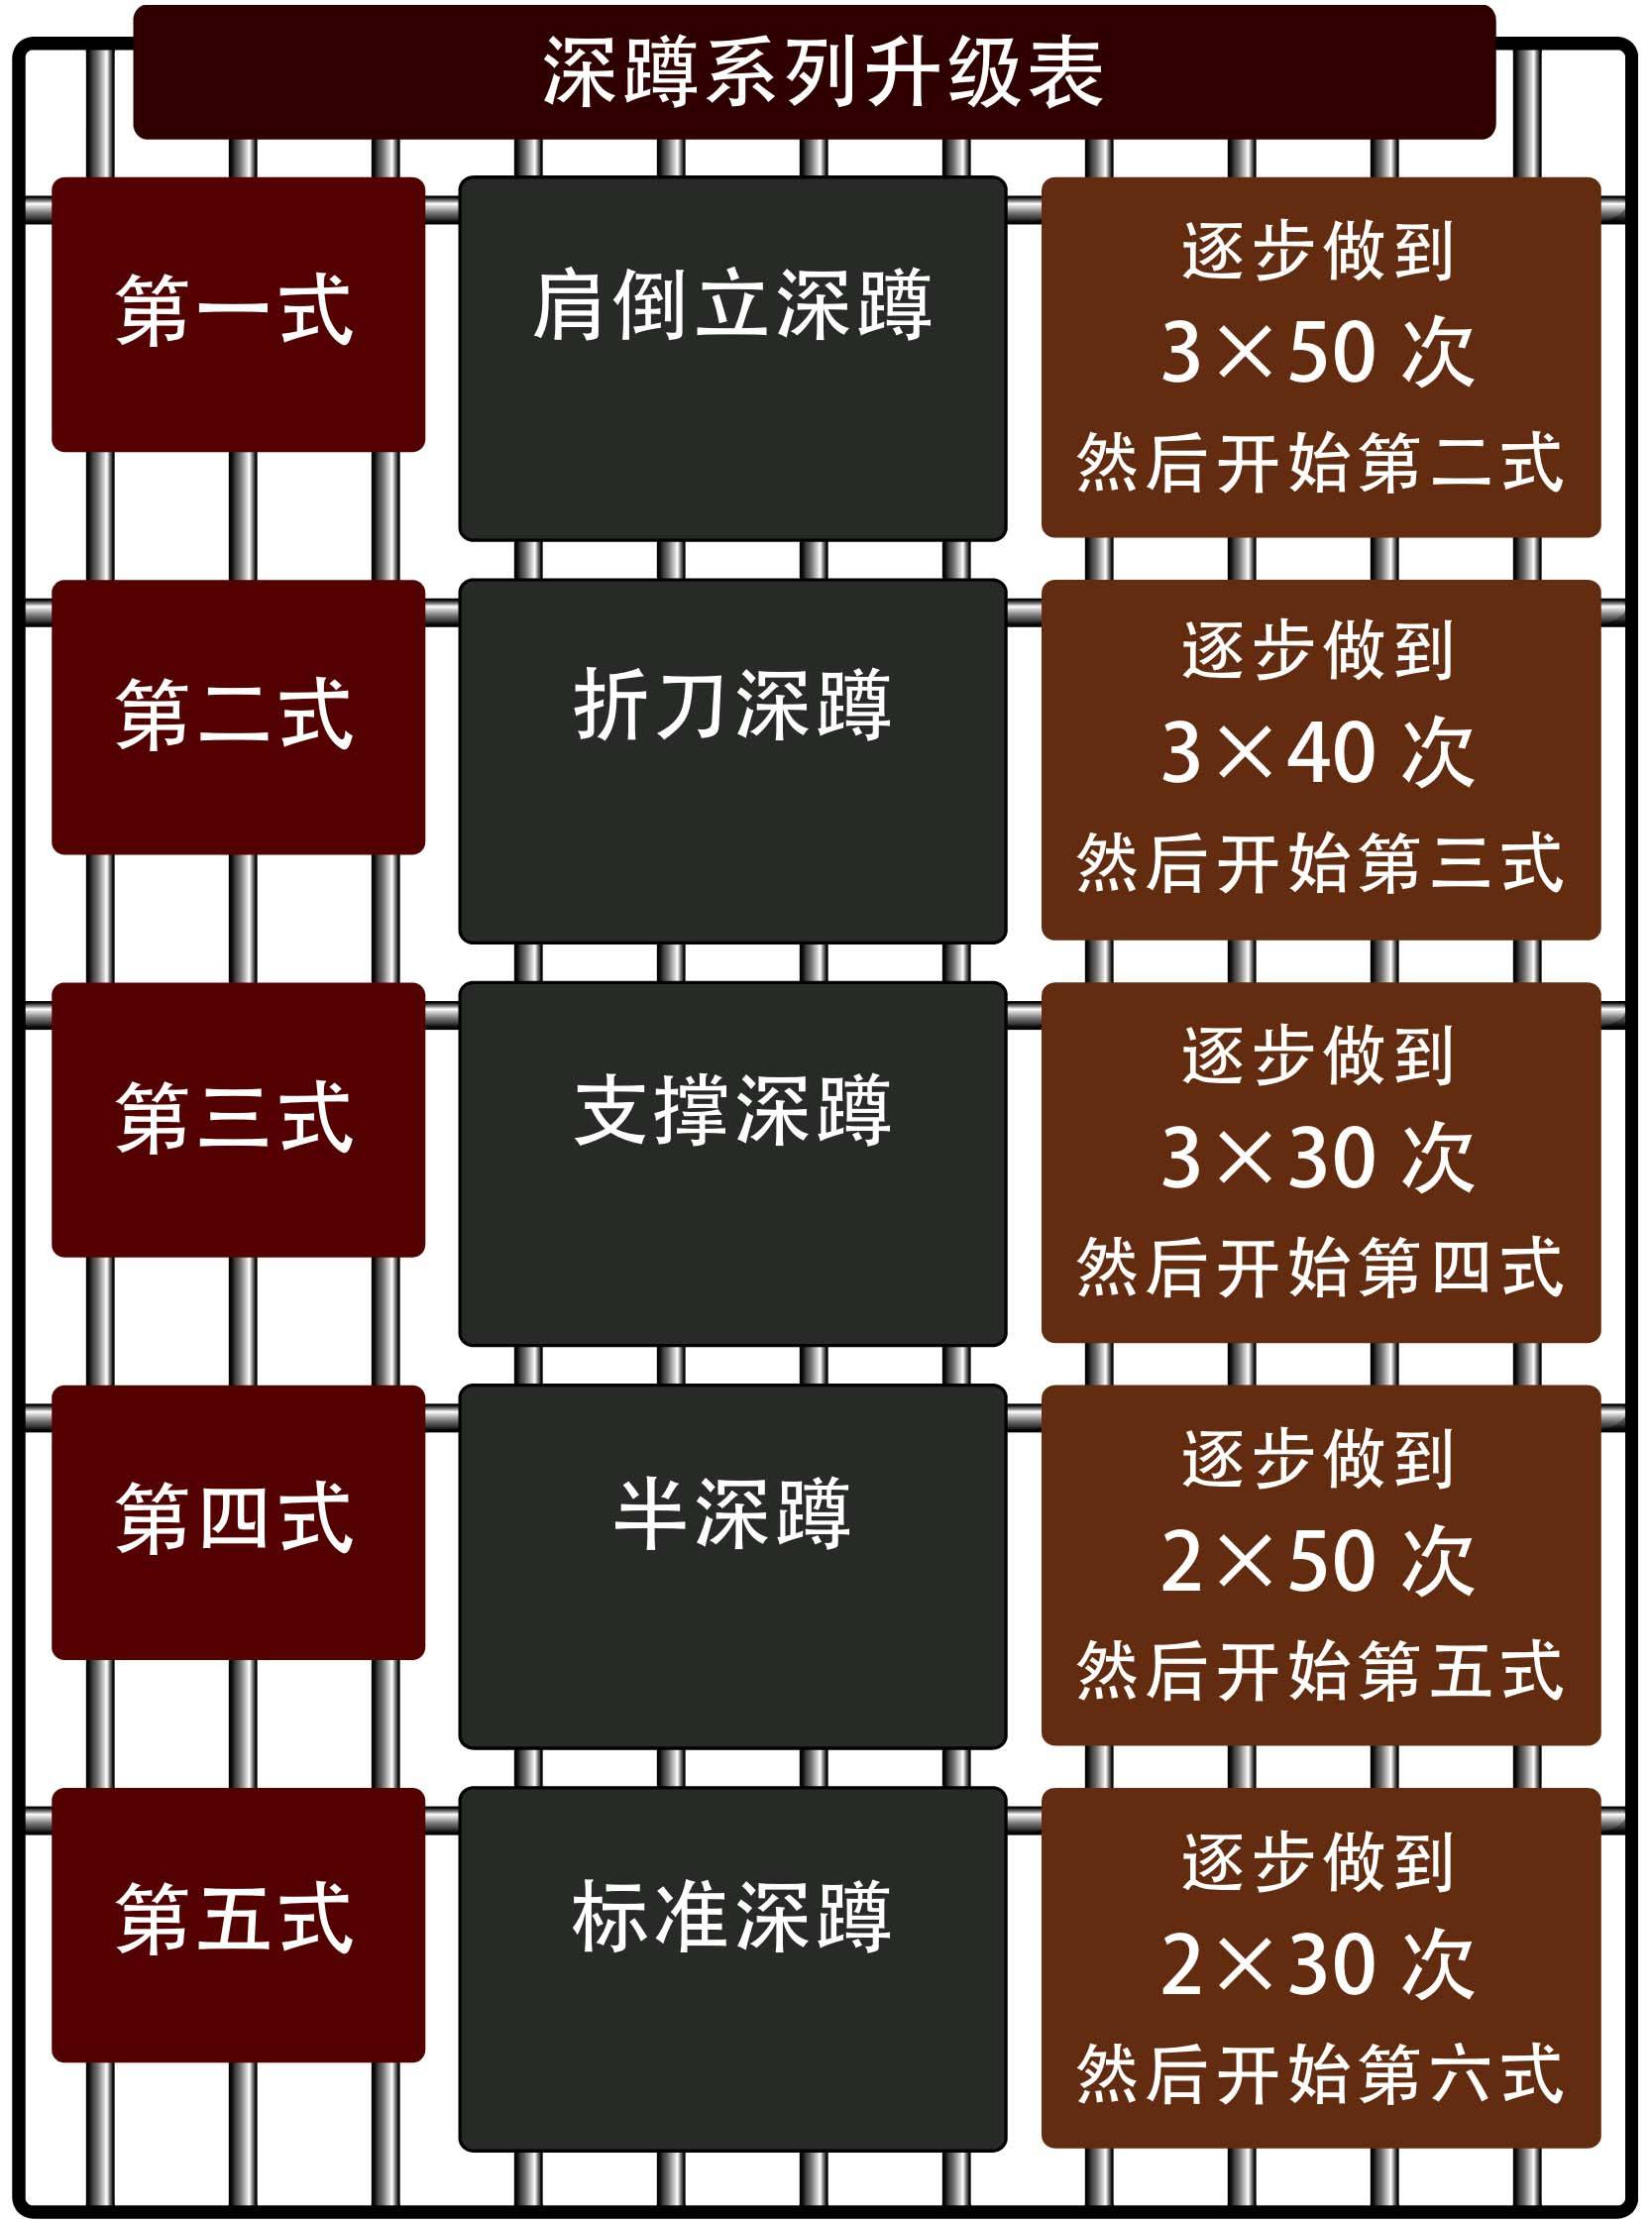 深蹲系列升级表
第一式
肩倒立深蹲
逐步做到
3×50 次
然后开始第二式
第二式
折刀深蹲
逐步做到
3×40 次
然后开始第三式
第三式
支撑深蹲
逐步做到
3×30 次
然后开始第四式
第四式
半深蹲
逐步做到
2×50 次
然后开始第五式
第五式
标准深蹲
逐步做到
2×30 次
然后开始第六式